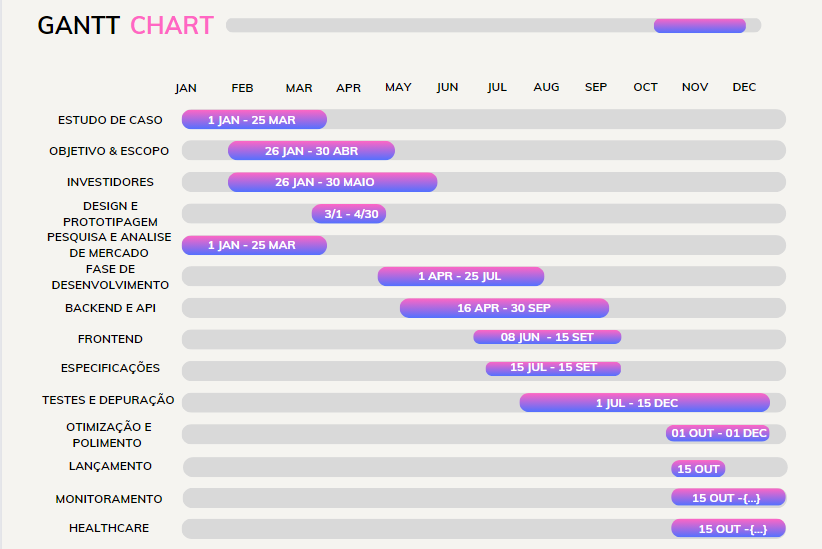 GANTT CHART
JAN FEB MAR APR MAY JUN JUL AUG SEP OCT NOV DEC
ESTUDO DE CASO 1 JAN - 25 MAR
OBJETIVO & ESCOPO 26 JAN - 30 ABR
INVESTIDORES 26 JAN - 30 MAIO
DESIGN E
PROTOTIPAGEM 3/1 - 4/30
PESQUISA E ANALISE
DE MERCADO 1 JAN - 25 MAR
FASE DE
DESENVOLVIMENTO 1 APR - 25 JUL
BACKEND E API 16 APR - 30 SEP
FRONTEND 08 JUN - 15 SET
ESPECIFICAÇÕES 15 JUL - 15 SET
TESTES E DEPURAÇÃO 1 JUL - 15 DEC
OTIMIZAÇÃO E
POLIMENTO 01 OUT - 01 DEC
LANÇAMENTO 15 OUT
MONITORAMENTO 15 OUT -{...}
HEALTHCARE 15 OUT -{...}